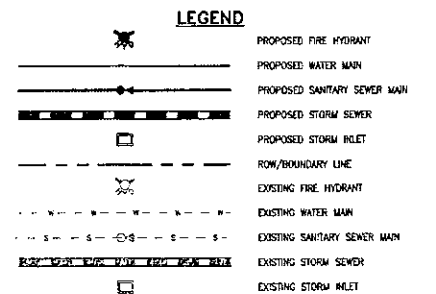 LEGEND
PROPOSED FIRE HYDRANT
PROPOSED WATER MAIN
PROPOSED SANITARY SEWER MAIN
PROPOSED STORM SEWER
PROPOSED STORM INLET
ROW/BOUNDARY LINE
EXISTING FIRE HYDRANT
W W W W W EXISTING WATER MAIN
S S S S S EXISTING SANITARY SEWER MAIN
EXISTING STORM SEWER
EXISTING STORM INLET